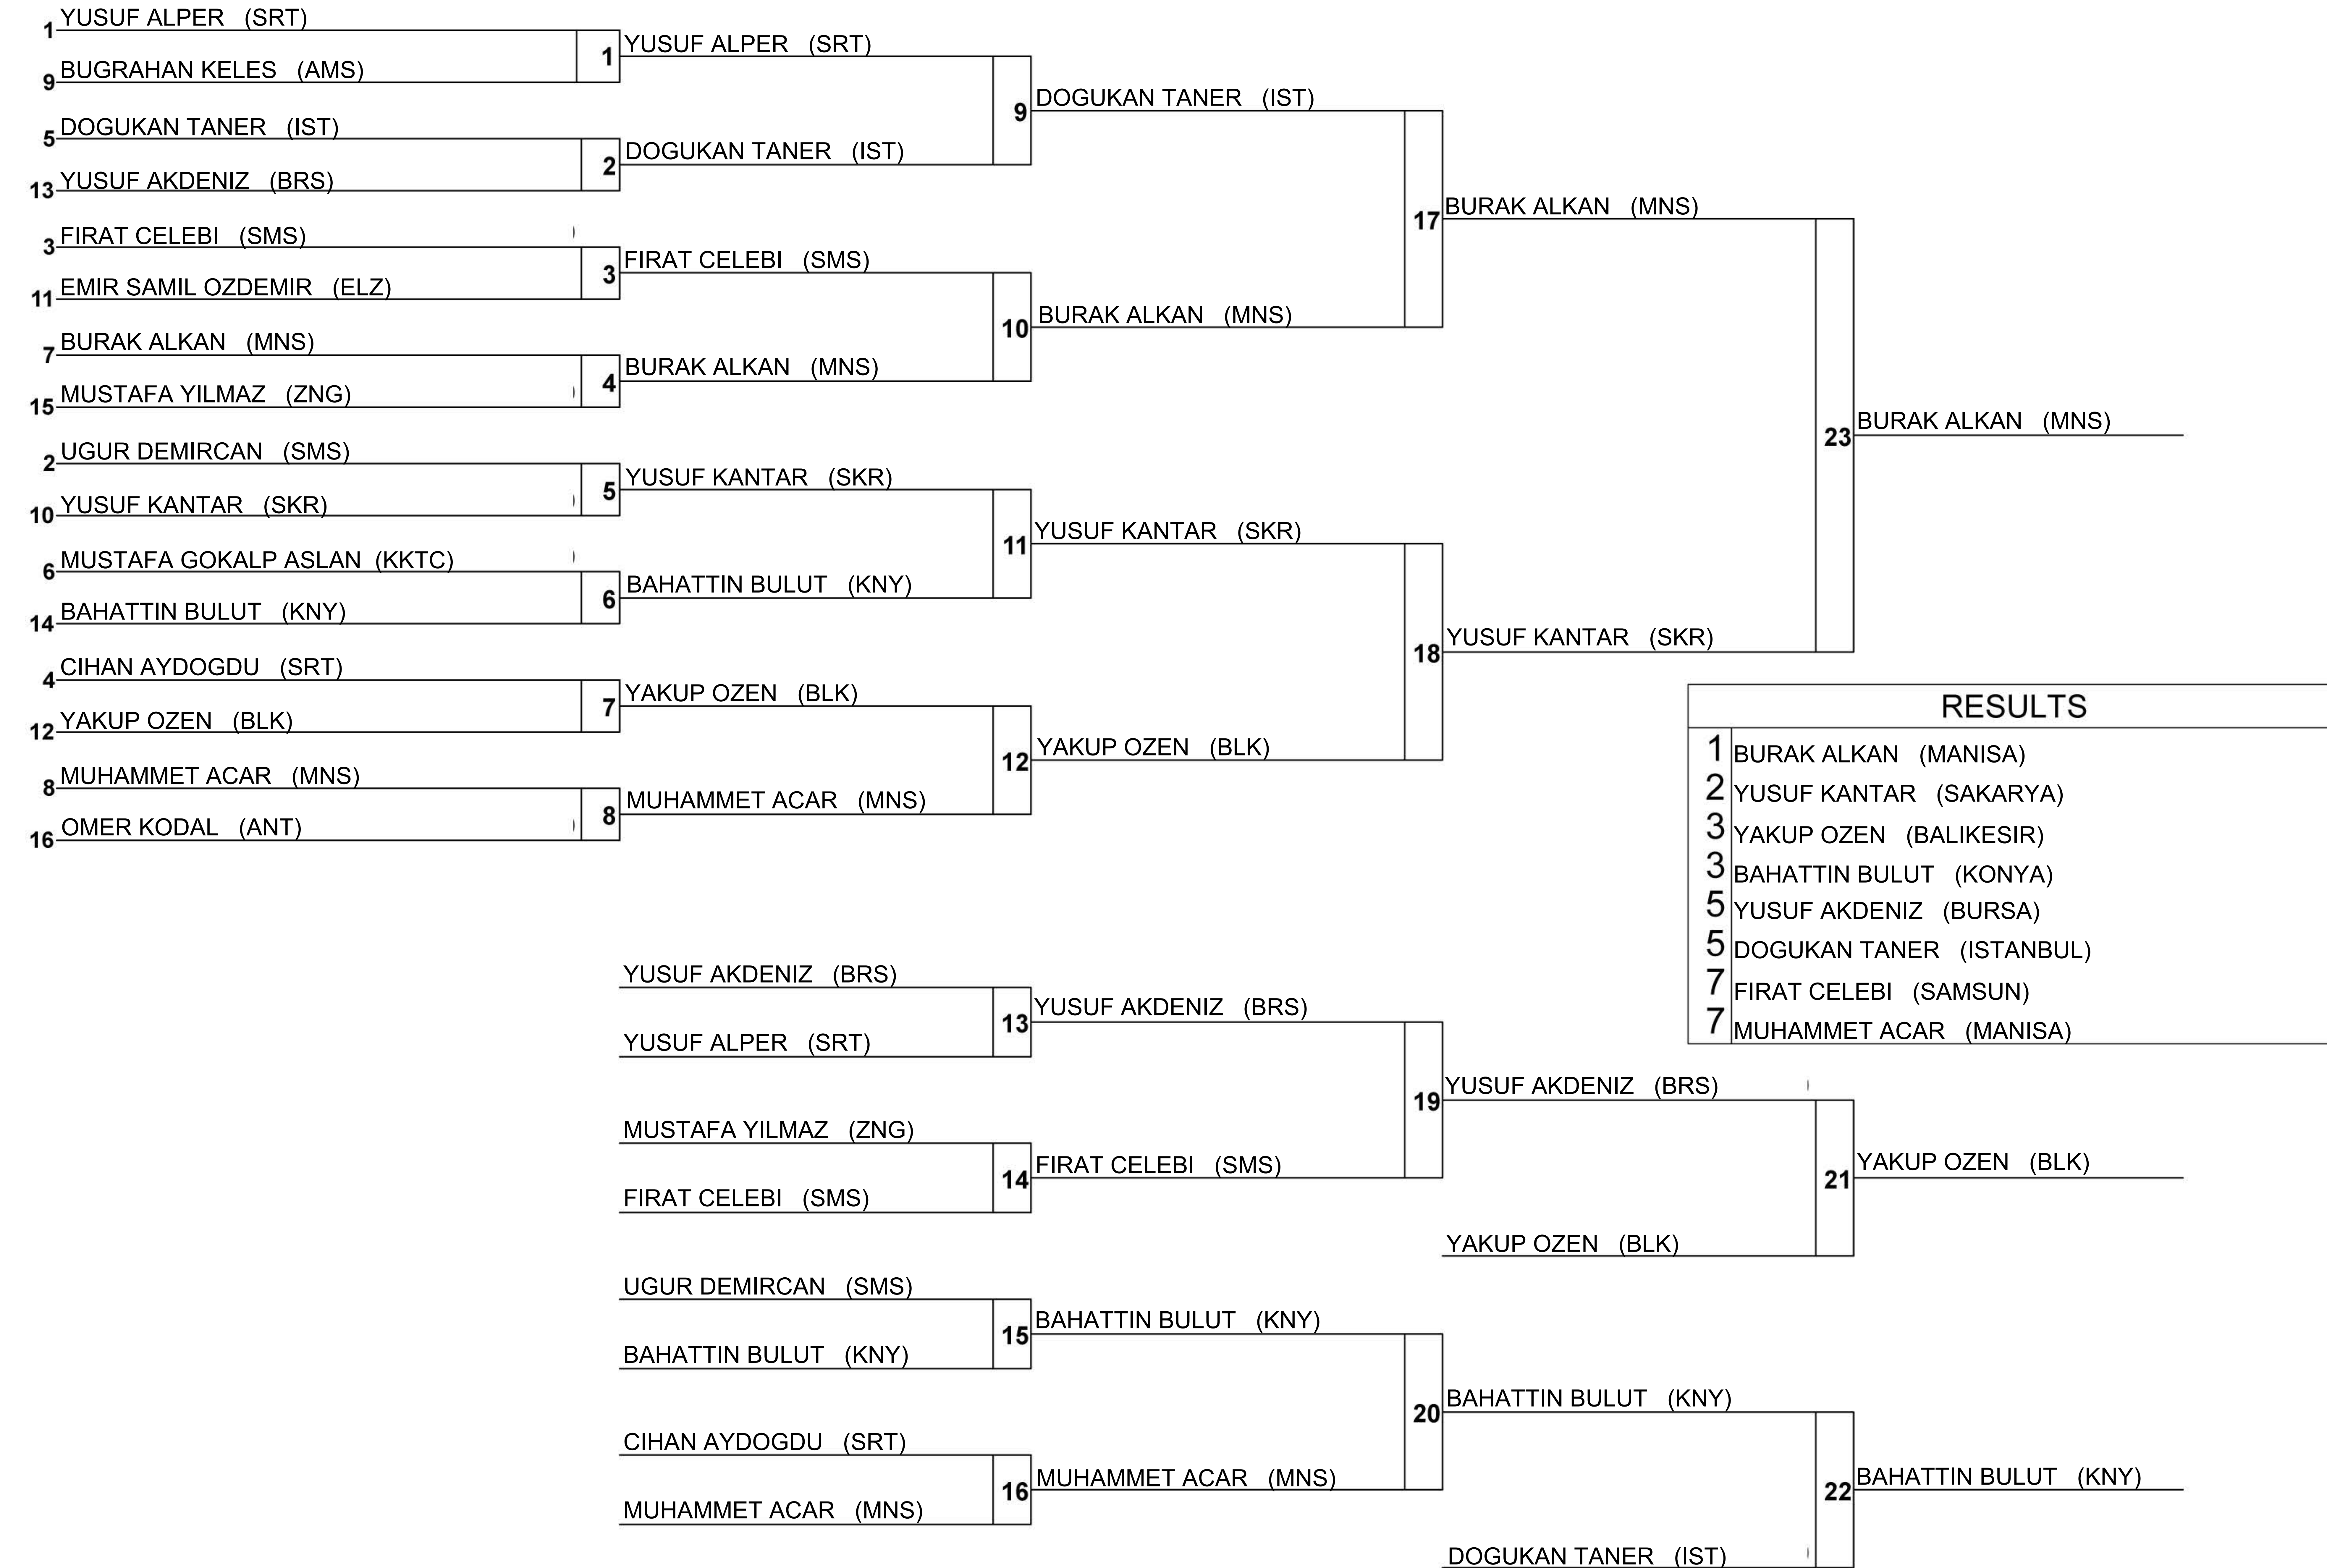 1 YUSUF ALPER (SRT)
9 BUGRAHAN KELES (AMS)
5 DOGUKAN TANER (IST)
13 YUSUF AKDENIZ (BRS)
3 FIRAT CELEBI (SMS)
11 EMIR SAMIL OZDEMIR (ELZ)
7 BURAK ALKAN (MNS)
15 MUSTAFA YILMAZ (ZNG)
2 UGUR DEMIRCAN (SMS)
10 YUSUF KANTAR (SKR)
6 MUSTAFA GOKALP ASLAN (KKTC)
14 BAHATTIN BULUT (KNY)
4 CIHAN AYDOGDU (SRT)
12 YAKUP OZEN (BLK)
8 MUHAMMET ACAR (MNS)
16 OMER KODAL (ANT)
1 YUSUF ALPER (SRT)
2 DOGUKAN TANER (IST)
3 FIRAT CELEBI (SMS)
4 BURAK ALKAN (MNS)
5 YUSUF KANTAR (SKR)
6 BAHATTIN BULUT (KNY)
7 YAKUP OZEN (BLK)
8 MUHAMMET ACAR (MNS)
9 DOGUKAN TANER (IST)
10 BURAK ALKAN (MNS)
11 YUSUF KANTAR (SKR)
12 YAKUP OZEN (BLK)
17 BURAK ALKAN (MNS)
18 YUSUF KANTAR (SKR)
23 BURAK ALKAN (MNS)
RESULTS
1 BURAK ALKAN (MANISA)
2 YUSUF KANTAR (SAKARYA)
3 YAKUP OZEN (BALIKESIR)
3 BAHATTIN BULUT (KONYA)
5 YUSUF AKDENIZ (BURSA)
5 DOGUKAN TANER (ISTANBUL)
7 FIRAT CELEBI (SAMSUN)
7 MUHAMMET ACAR (MANISA)
YUSUF AKDENIZ (BRS)
YUSUF ALPER (SRT)
MUSTAFA YILMAZ (ZNG)
FIRAT CELEBI (SMS)
UGUR DEMIRCAN (SMS)
BAHATTIN BULUT (KNY)
CIHAN AYDOGDU (SRT)
MUHAMMET ACAR (MNS)
13 YUSUF AKDENIZ (BRS)
14 FIRAT CELEBI (SMS)
15 BAHATTIN BULUT (KNY)
16 MUHAMMET ACAR (MNS)
19 YUSUF AKDENIZ (BRS)
YAKUP OZEN (BLK)
20 BAHATTIN BULUT (KNY)
DOGUKAN TANER (IST)
21 YAKUP OZEN (BLK)
22 BAHATTIN BULUT (KNY)